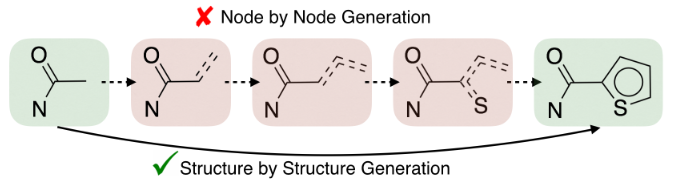 ✗ Node by Node Generation
O O O O O
N N N S N S
✓ Structure by Structure Generation